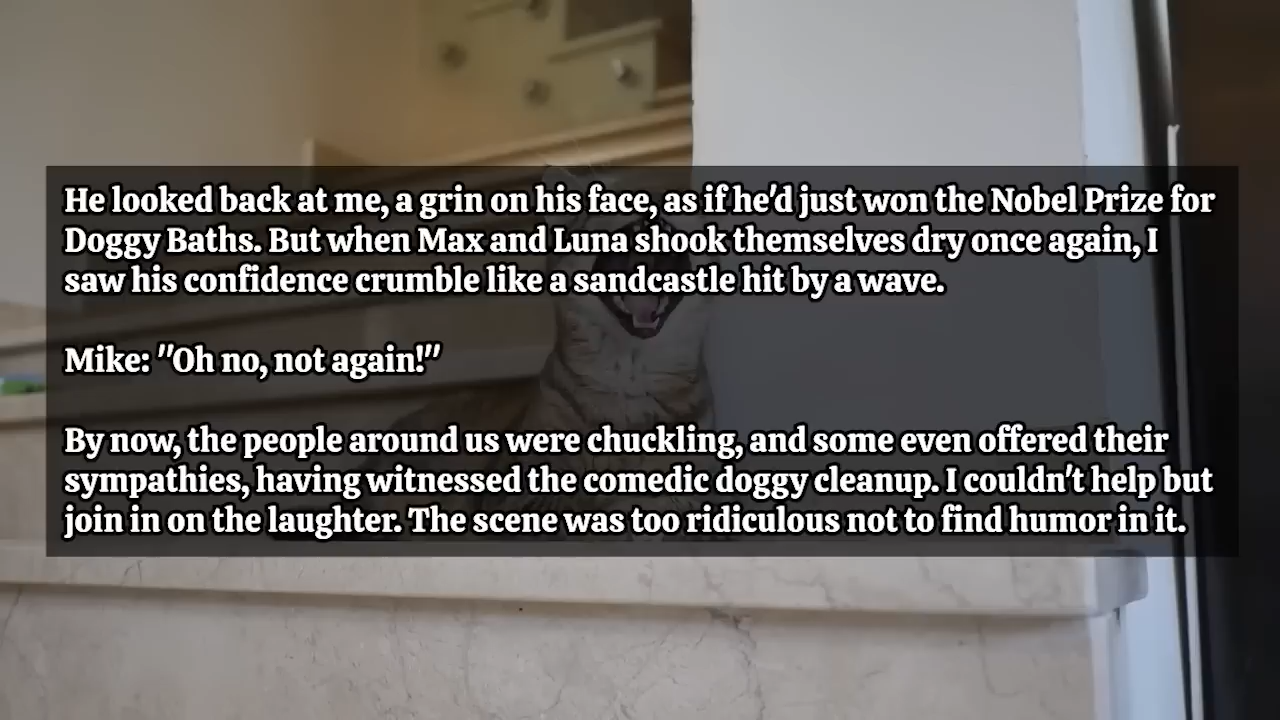 He looked back at me, a grin on his face, as if he'd just won the Nobel Prize for
Doggy Baths. But when Max and Luna shook themselves dry once again, I
saw his confidence crumble like a sandcastle hit by a wave.
Mike: "Oh no, not again!"
By now, the people around us were chuckling, and some even offered their
sympathies, having witnessed the comedic doggy cleanup. I couldn't help but
join in on the laughter. The scene was too ridiculous not to find humor in it.